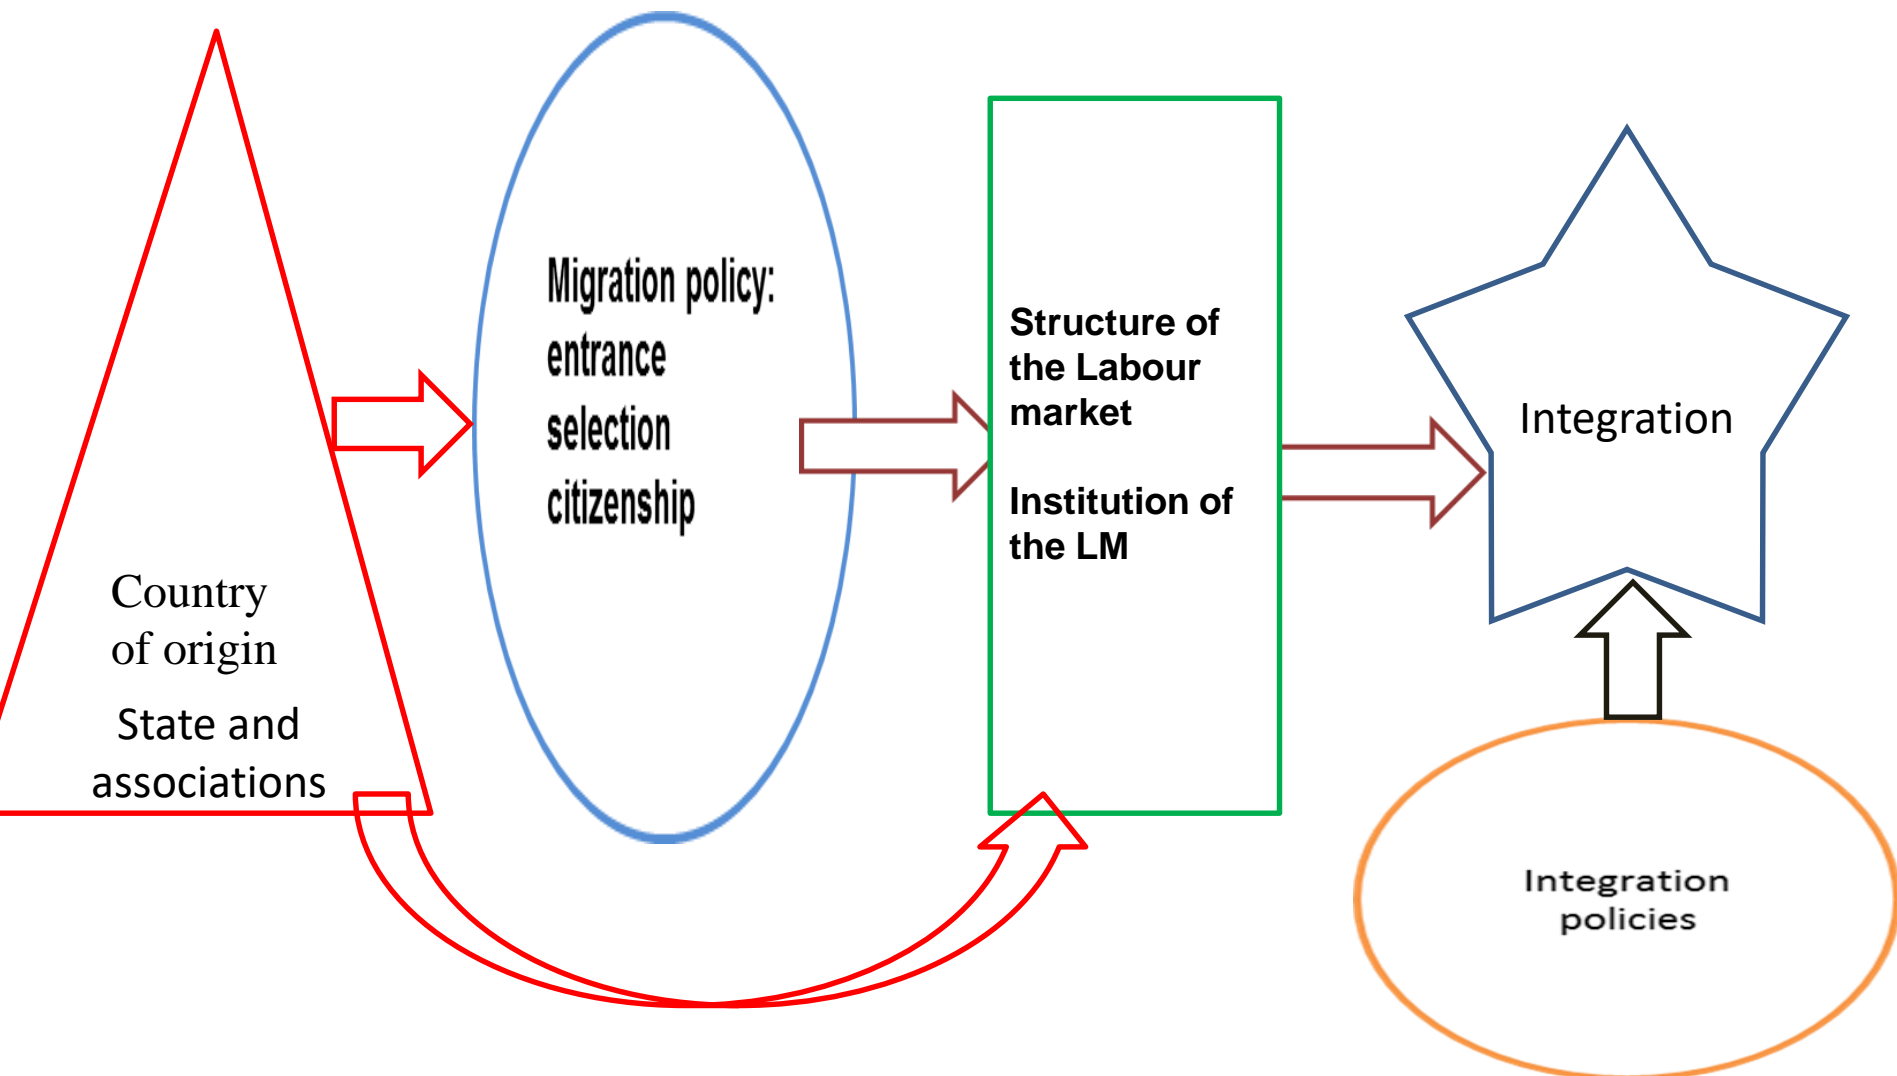 Country
of origin
State and
associations
Migration policy:
entrance
selection
citizenship
Structure of
the Labour
market
Institution of
the LM
Integration
Integration
policies